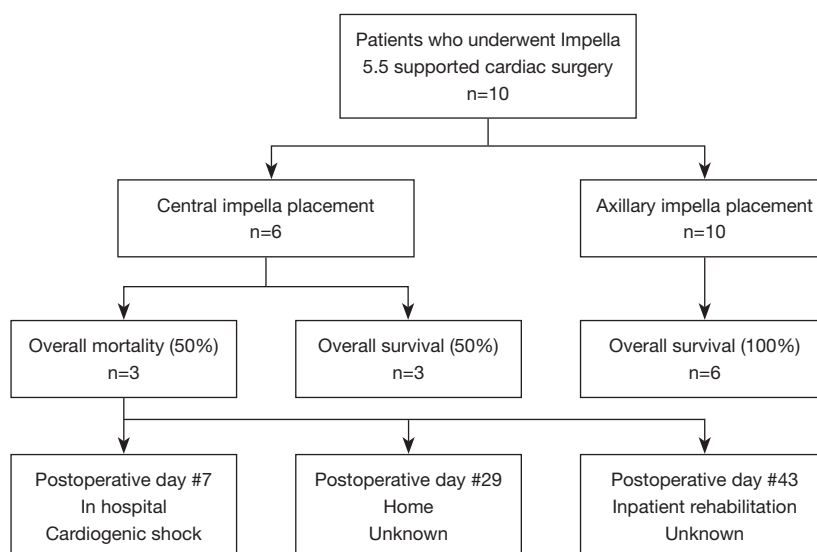 Patients who underwent Impella
5.5 supported cardiac surgery
n=10
Central impella placement
n=6
Axillary impella placement
n=10
Overall mortality (50%)
n=3
Overall survival (50%)
n=3
Overall survival (100%)
n=6
Postoperative day #7
In hospital
Cardiogenic shock
Postoperative day #29
Home
Unknown
Postoperative day #43
Inpatient rehabilitation
Unknown